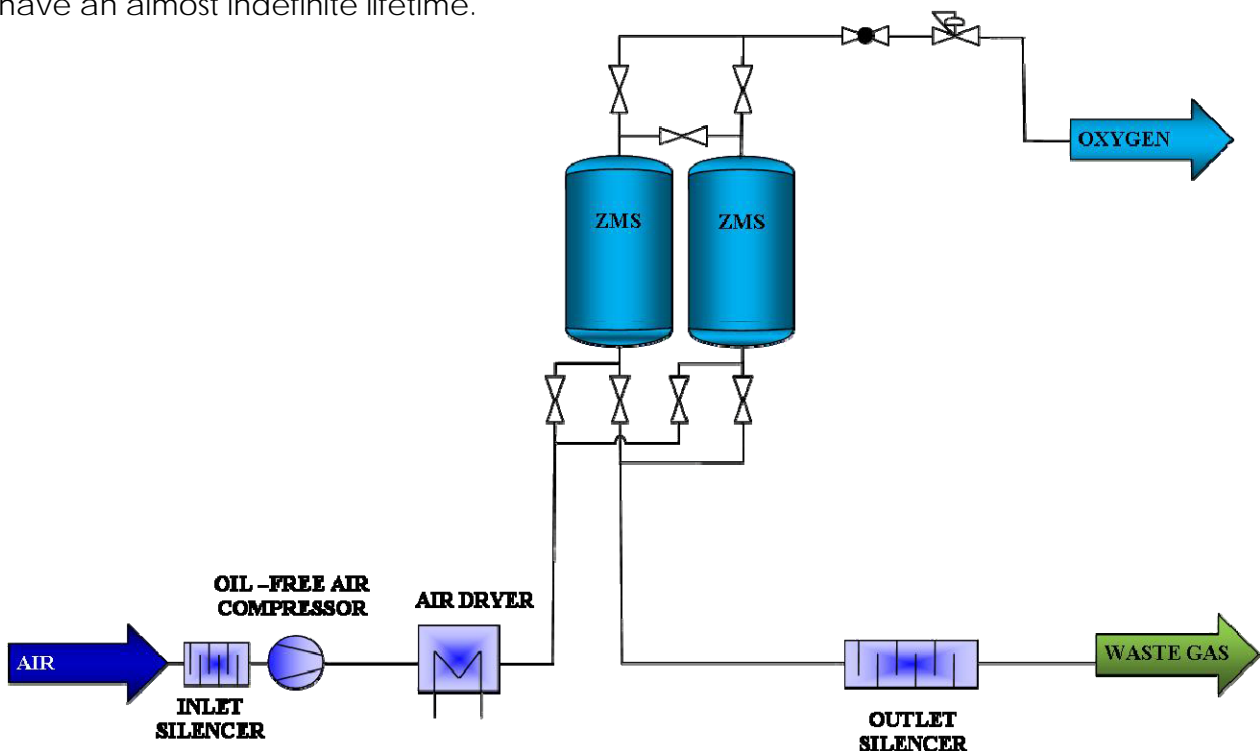 have an almost indefinite lifetime.
OXYGEN
ZMS
ZMS
OIL –FREE AIR
COMPRESSOR
AIR DRYER
AIR
WASTE GAS
INLET
SILENCER
OUTLET
SILENCER